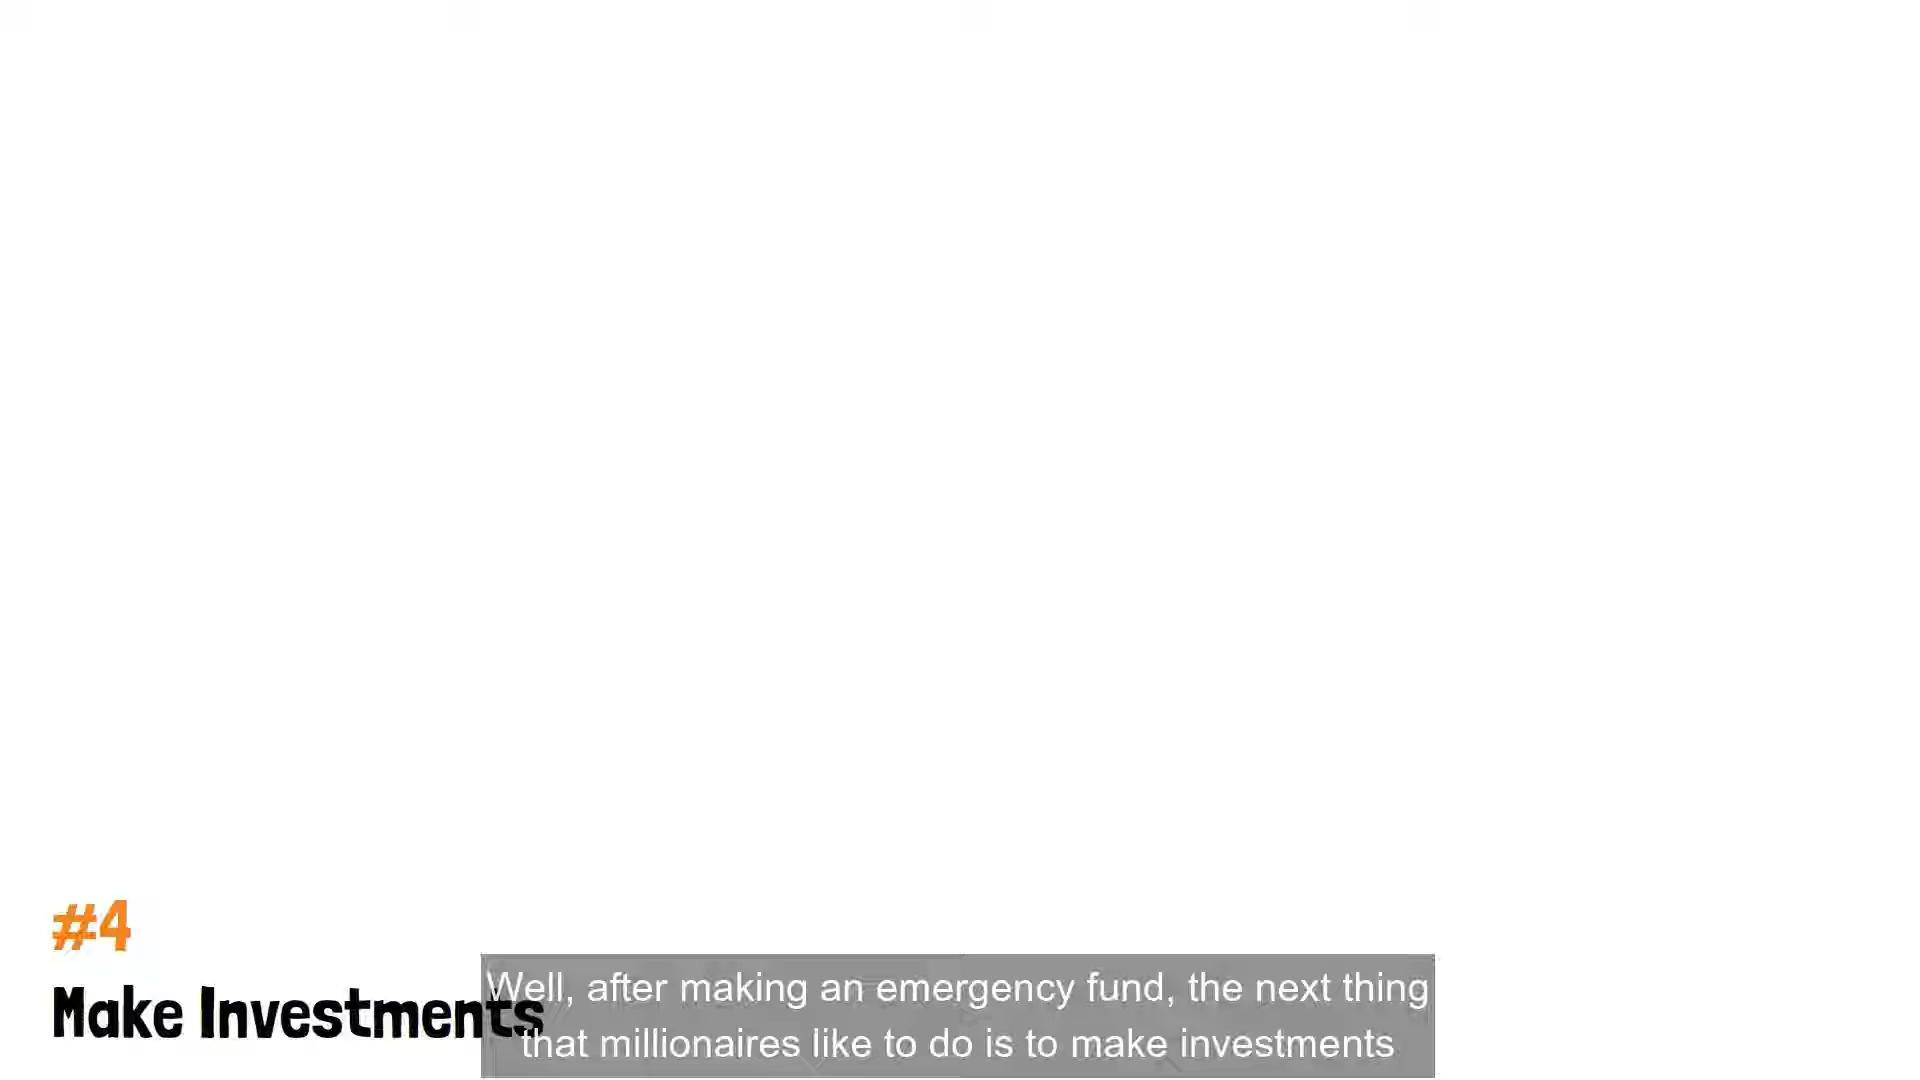 #4
Make Investments
Well, after making an emergency fund, the next thing
that millionaires like to do is to make investments